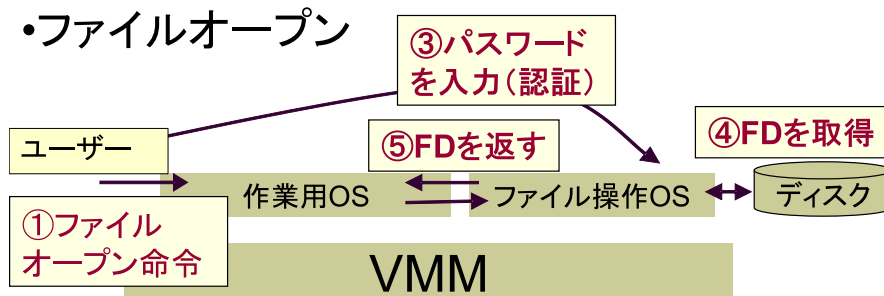 •ファイルオープン
③パスワード
を入力（認証）
④FDを取得
ユーザー
⑤FDを返す
作業用OS
ファイル操作OS
ディスク
①ファイル
オープン命令
VMM